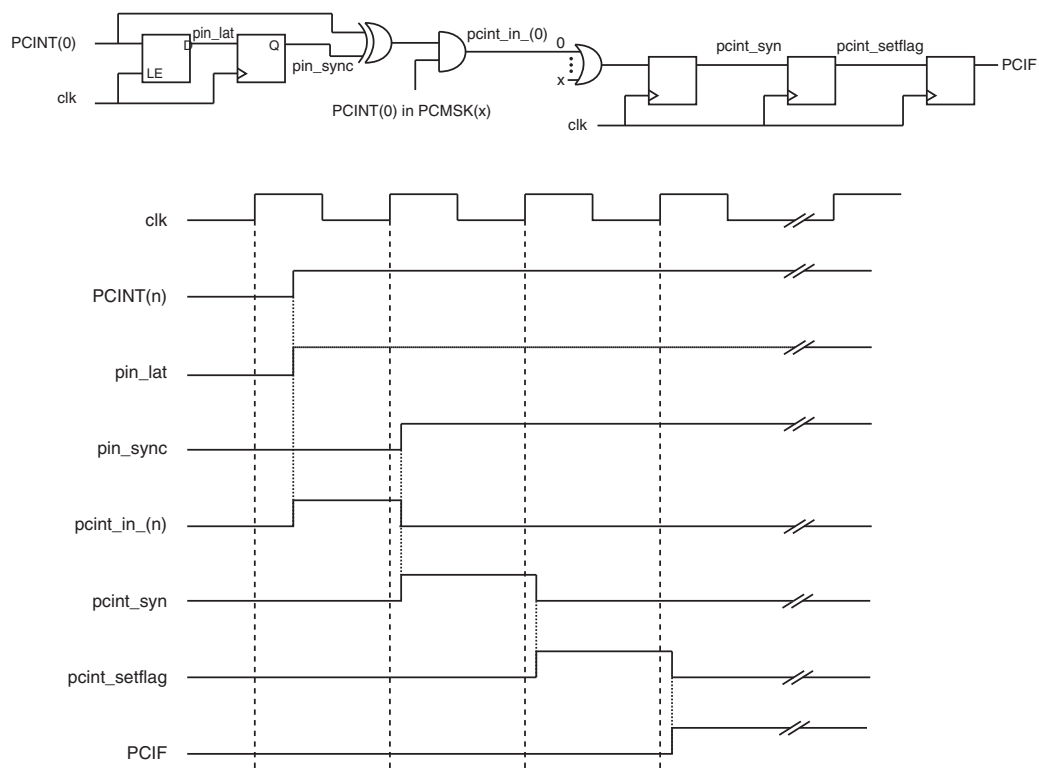 PCINT(0)
D
pin_lat
Q
LE
pin_sync
clk
pcint_in_(0)
PCINT(0) in PCMSK(x)
0
x
clk
pcint_syn
pcint_setflag
PCIF
clk
PCINT(n)
pin_lat
pin_sync
pcint_in_(n)
pcint_syn
pcint_setflag
PCIF